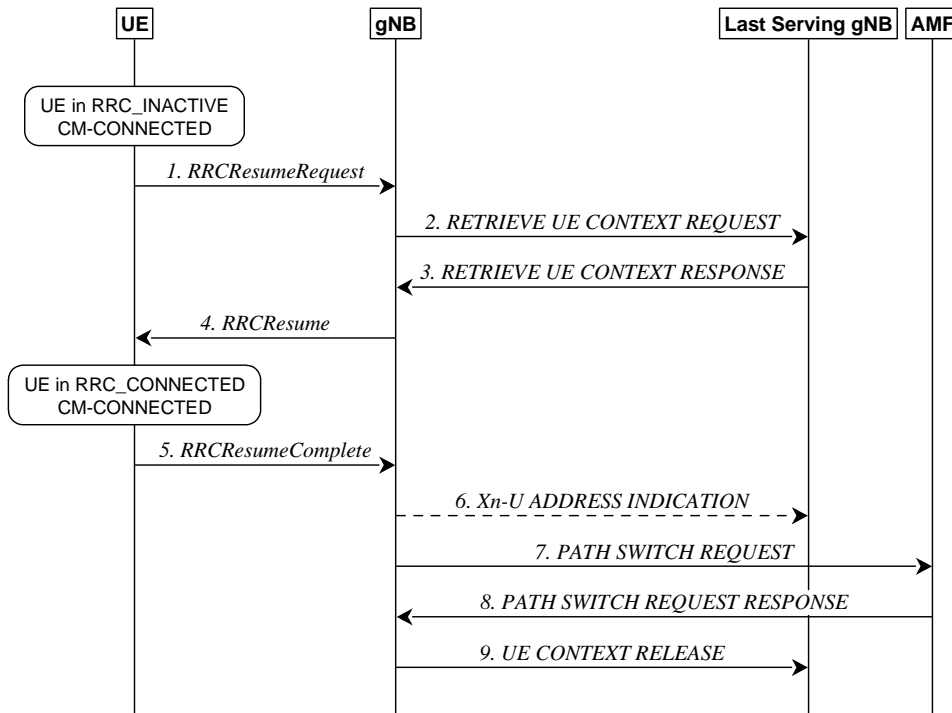 UE
gNB
Last Serving gNB
AMF
UE in RRC_INACTIVE
CM-CONNECTED
1. RRCResumeRequest
2. RETRIEVE UE CONTEXT REQUEST
3. RETRIEVE UE CONTEXT RESPONSE
4. RRCResume
UE in RRC_CONNECTED
CM-CONNECTED
5. RRCResumeComplete
6. Xn-U ADDRESS INDICATION
7. PATH SWITCH REQUEST
8. PATH SWITCH REQUEST RESPONSE
9. UE CONTEXT RELEASE